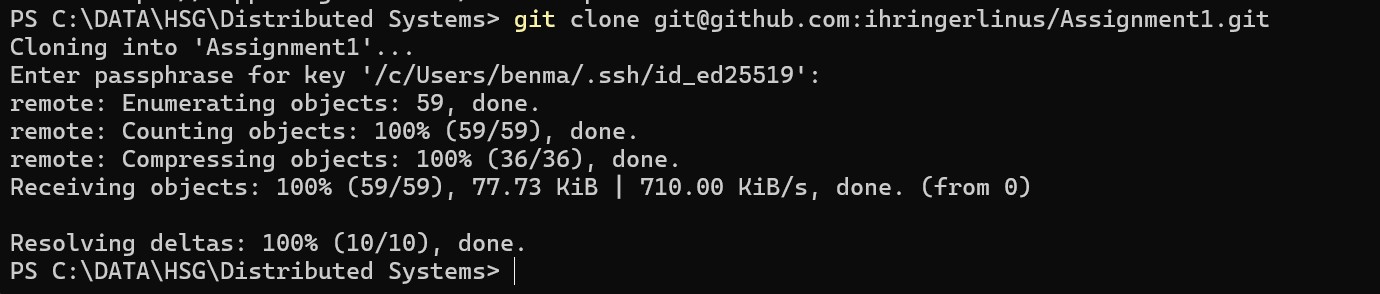 PS C:\DATA\HSG\Distributed Systems> git clone git@github.com:ihringerlinus/Assignment1.git
Cloning into 'Assignment1'...
Enter passphrase for key '/c/Users/benma/.ssh/id_ed25519':
remote: Enumerating objects: 59, done.
remote: Counting objects: 100% (59/59), done.
remote: Compressing objects: 100% (36/36), done.
Receiving objects: 100% (59/59), 77.73 KiB | 710.00 KiB/s, done. (from 0)
Resolving deltas: 100% (10/10), done.
PS C:\DATA\HSG\Distributed Systems>